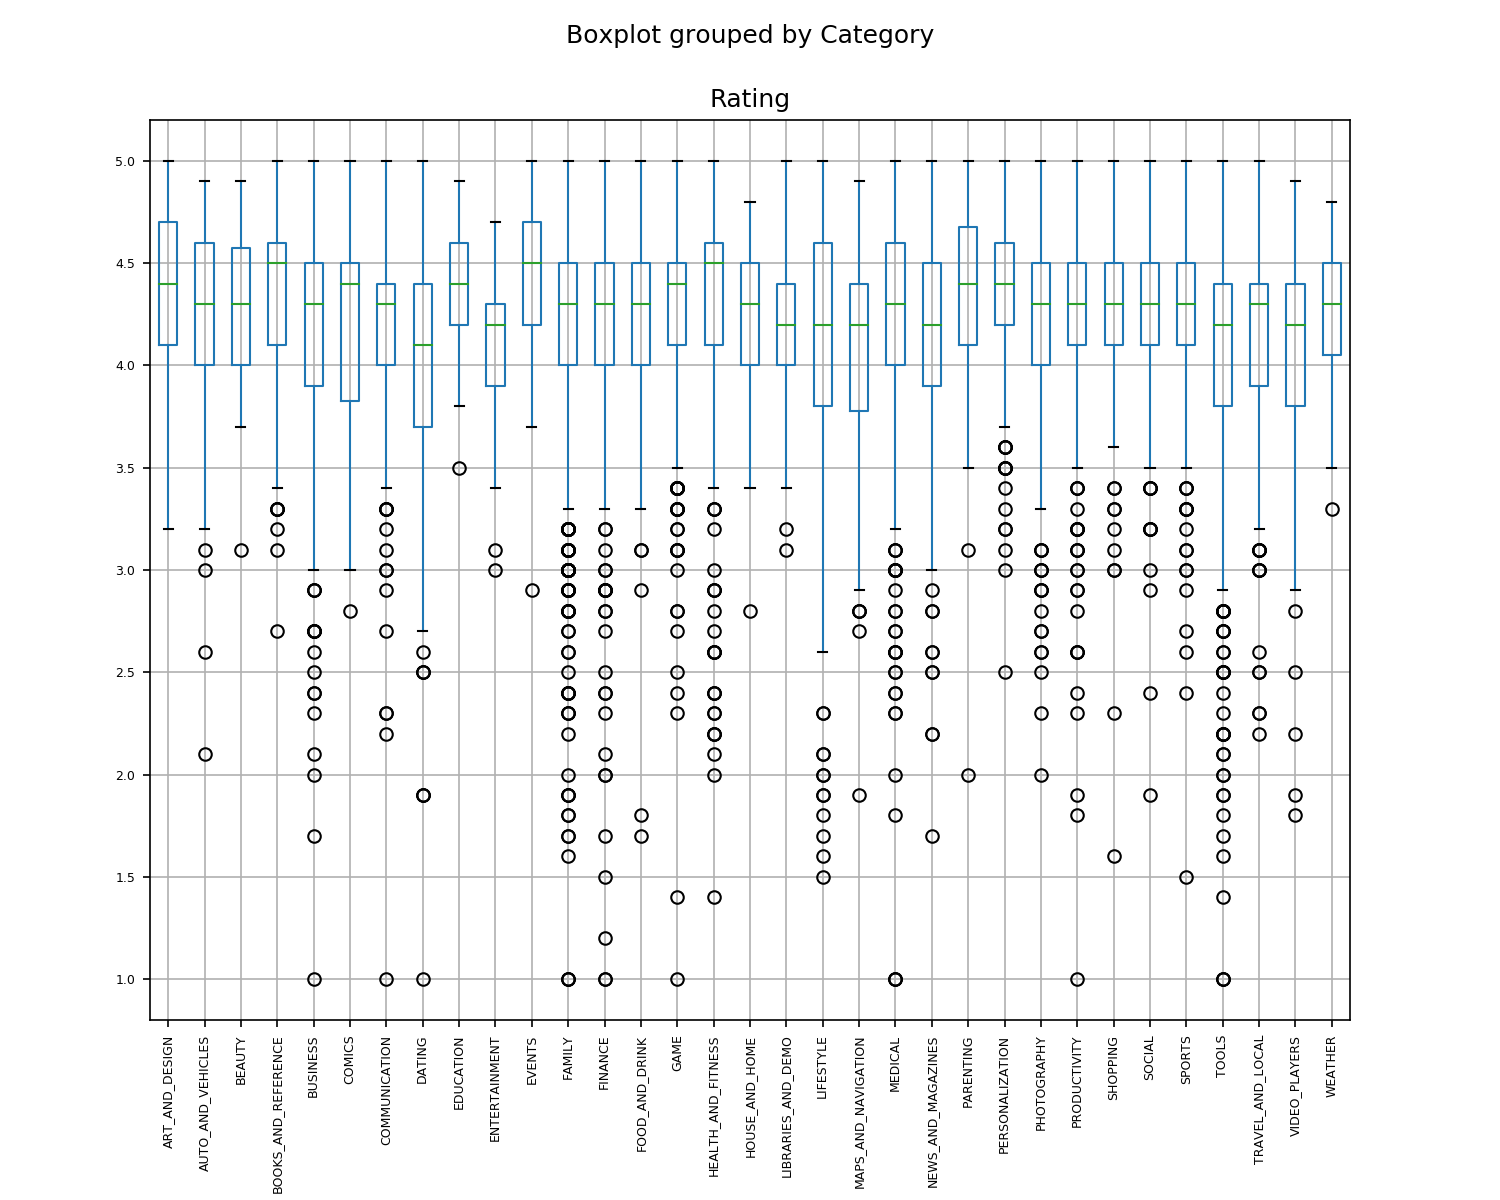 Boxplot grouped by Category
Rating
5.0
4.5
4.0
3.5
3.0
2.5
2.0
1.5
1.0
ART_AND_DESIGN
AUTO_AND_VEHICLES
BEAUTY
BOOKS_AND_REFERENCE
BUSINESS
COMICS
COMMUNICATION
DATING
EDUCATION
ENTERTAINMENT
EVENTS
FAMILY
FINANCE
FOOD_AND_DRINK
GAME
HEALTH_AND_FITNESS
HOUSE_AND_HOME
LIBRARIES_AND_DEMO
LIFESTYLE
MAPS_AND_NAVIGATION
MEDICAL
NEWS_AND_MAGAZINES
PARENTING
PERSONALIZATION
PHOTOGRAPHY
PRODUCTIVITY
SHOPPING
SOCIAL
SPORTS
TOOLS
TRAVEL_AND_LOCAL
VIDEO_PLAYERS
WEATHER